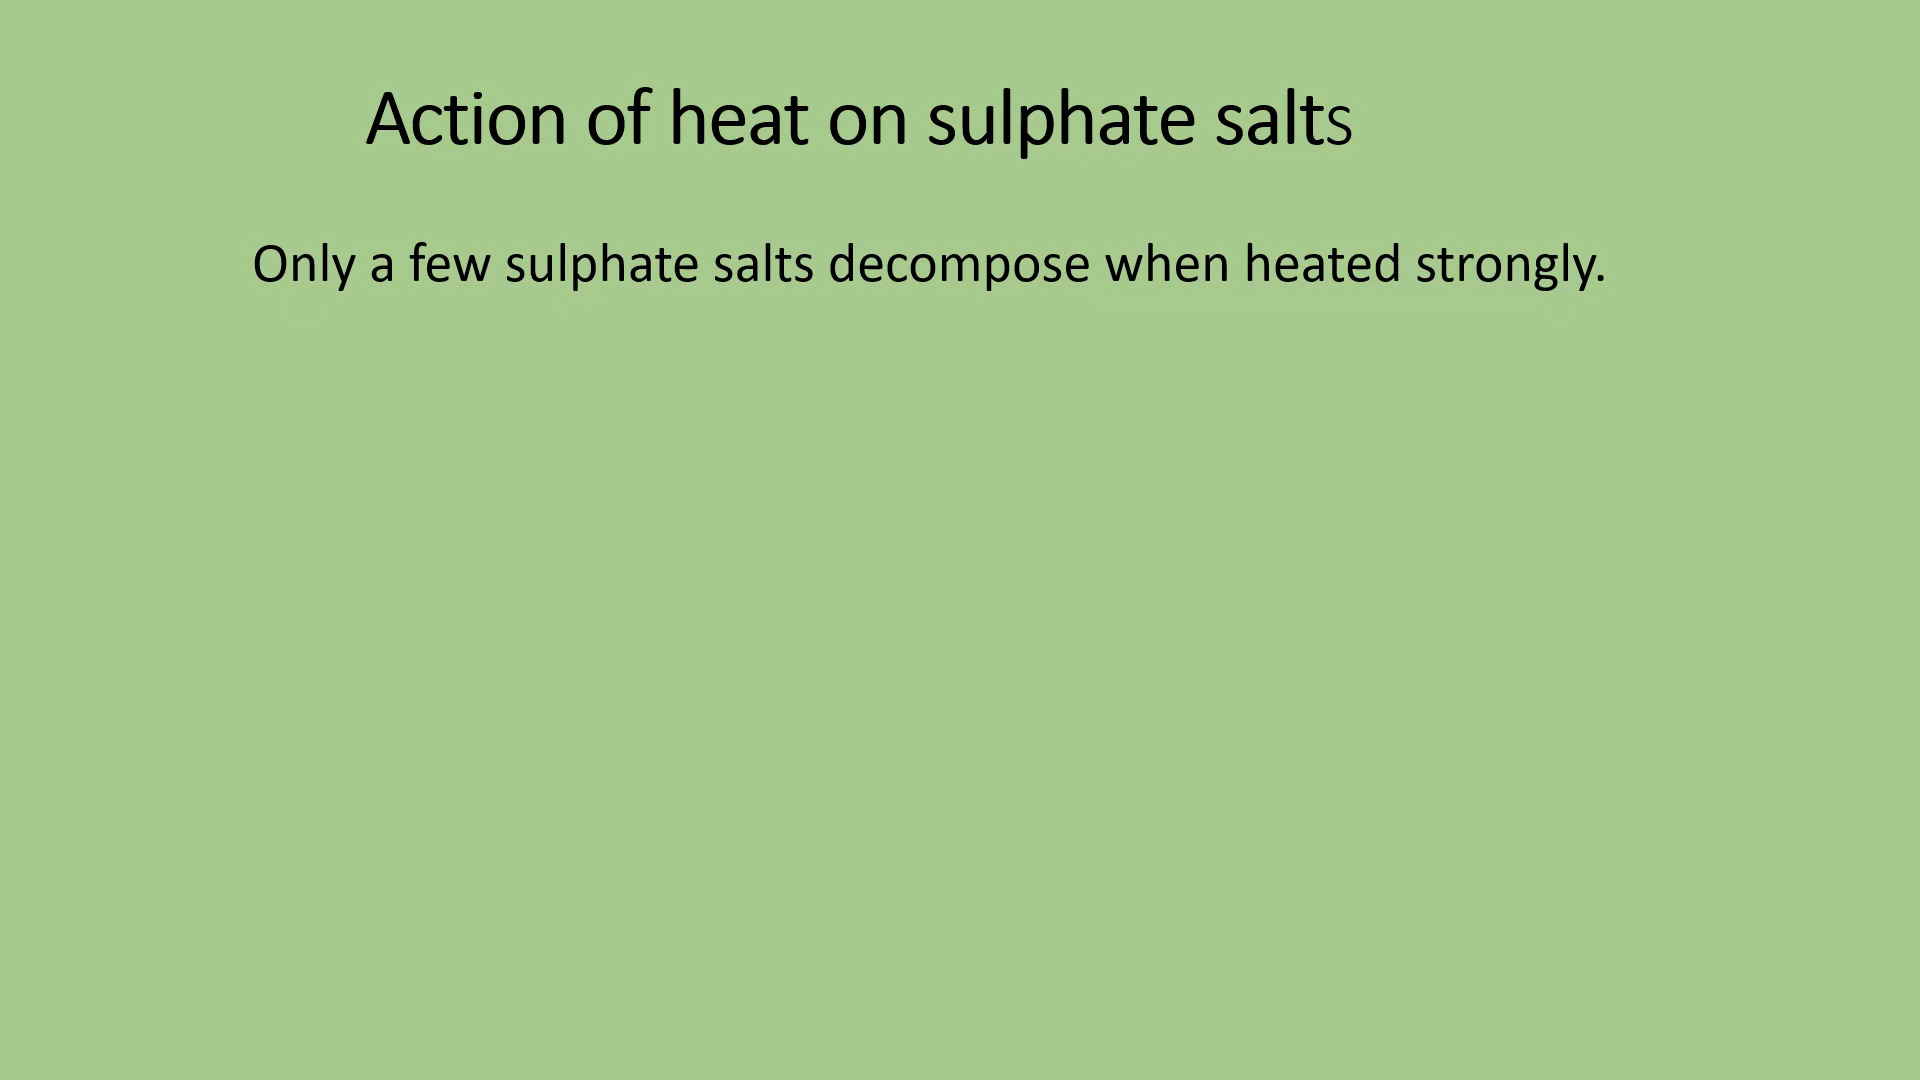 Action of heat on sulphate salts
Only a few sulphate salts decompose when heated strongly.